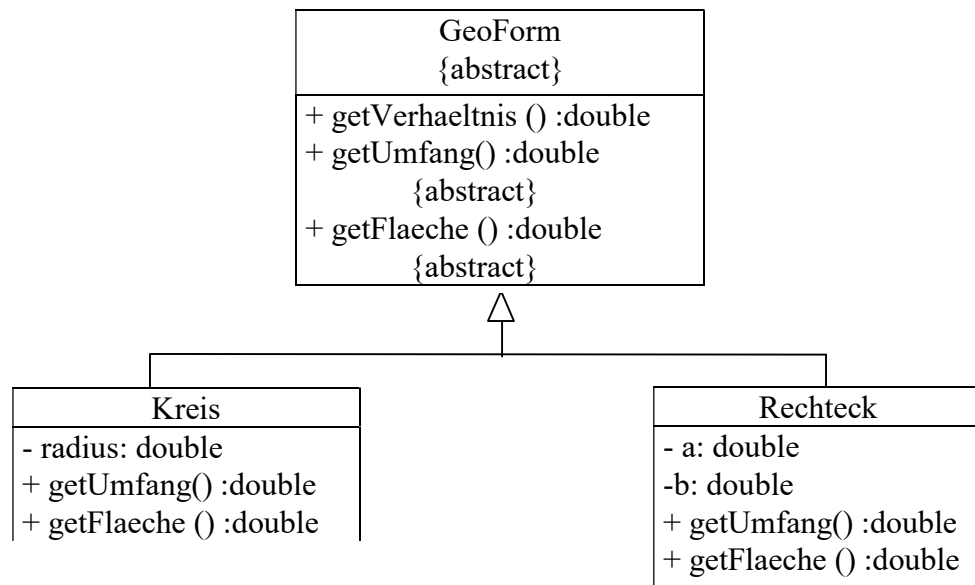 GeoForm
{abstract}
+ getVerhaeltnis () :double
+ getUmfang() :double
{abstract}
+ getFlaeche () :double
{abstract}
Kreis
- radius: double
+ getUmfang() :double
+ getFlaeche () :double
Rechteck
- a: double
-b: double
+ getUmfang() :double
+ getFlaeche () :double